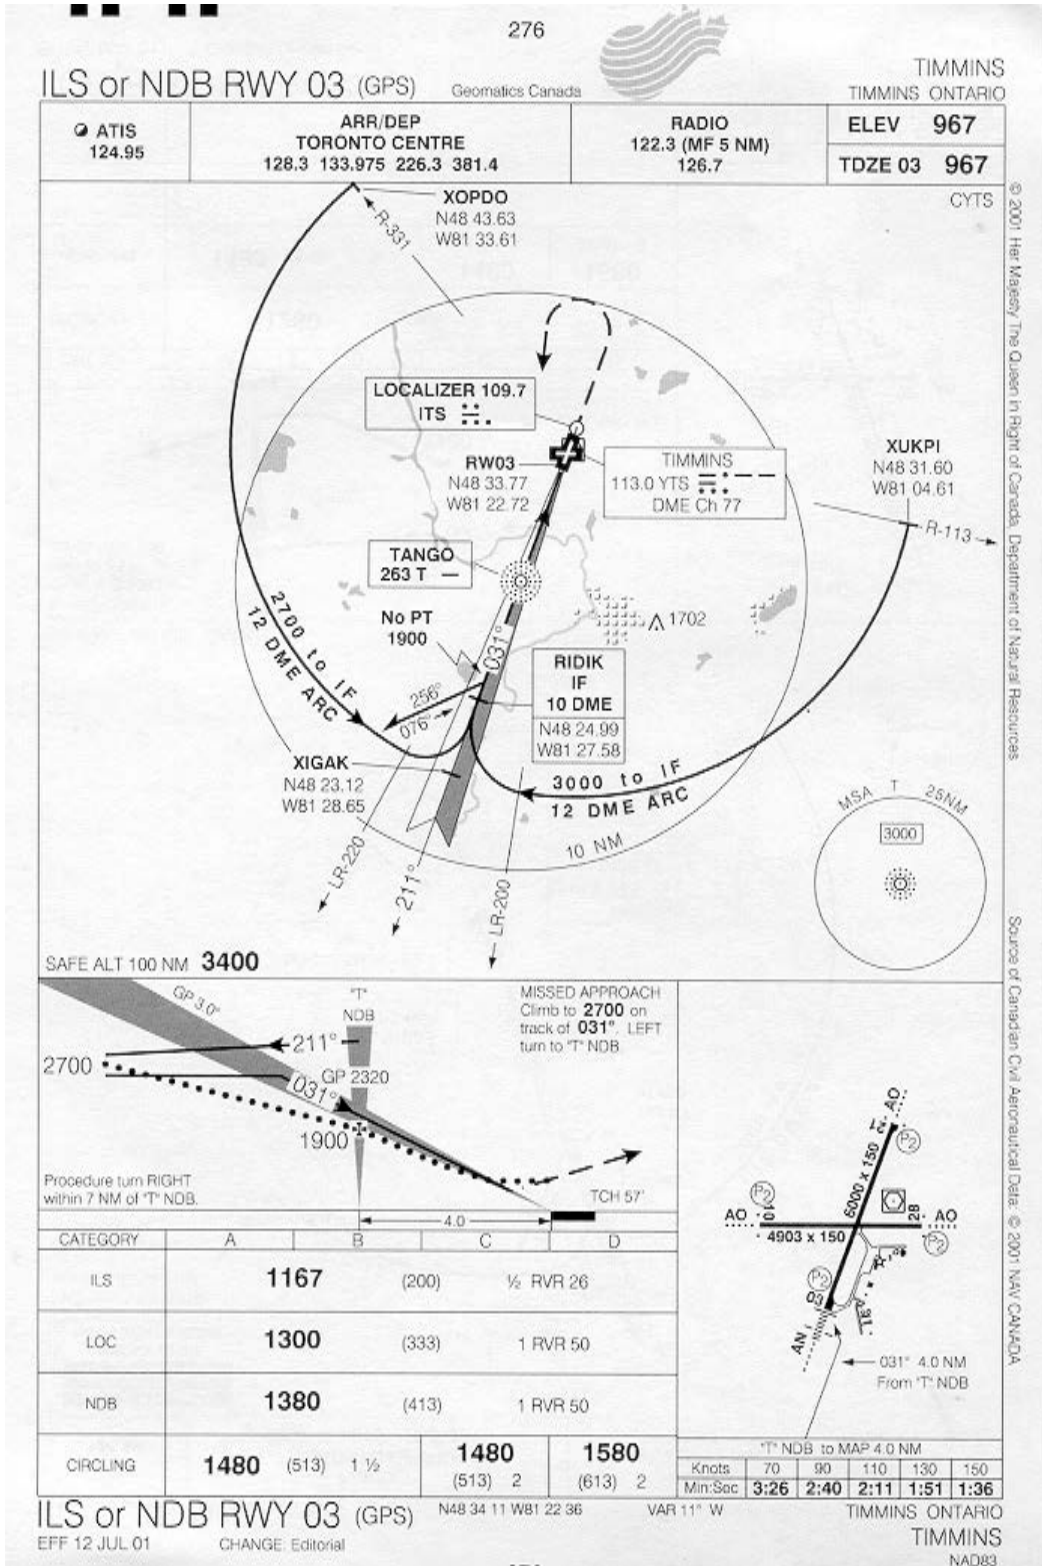 276
ILS or NDB RWY 03 (GPS)
Geomatics Canada
TIMMINS
TIMMINS ONTARIO
ATIS
124.95
ARR/DEP
TORONTO CENTRE
128.3 133.975 226.3 381.4
RADIO
122.3 (MF 5 NM)
126.7
ELEV 967
TDZE 03 967
CYTS
XOPDO
N48 43.63
W81 33.61
R-331
LOCALIZER 109.7
ITS
RW03
N48 33.77
W81 22.72
TIMMINS
113.0 YTS
DME Ch 77
XUKPI
N48 31.60
W81 04.61
R-113
TANGO
263 T
No PT
1900
1702
031°
2700 to IF
12 DME ARC
256°
076°
RIDIK
IF
10 DME
N48 24.99
W81 27.58
XIGAK
N48 23.12
W81 28.65
3000 to IF
12 DME ARC
10 NM
LR-220
211°
LR-200
MSA T 25NM
3000
SAFE ALT 100 NM 3400
© 2001 Her Majesty The Queen in Right of Canada, Department of Natural Resources
Source of Canadian Civil Aeronautical Data: © 2001 NAV CANADA
GP 3.0°
"T"
NDB
MISSED APPROACH
Climb to 2700 on
track of 031°. LEFT
turn to "T" NDB.
2700
211°
GP 2320
031°
1900
Procedure turn RIGHT
within 7 NM of "T" NDB.
TCH 57'
4.0
CATEGORY A B C D
ILS 1167 (200) ½ RVR 26
LOC 1300 (333) 1 RVR 50
NDB 1380 (413) 1 RVR 50
CIRCLING 1480 (513) 1 ½ 1480 (513) 2 1580 (613) 2
AO
21
P2
6000 x 150
P2
AO
10
4903 x 150
28
AO
P2
P2
03
AN
031° 4.0 NM
From "T" NDB
"T" NDB to MAP 4.0 NM
Knots 70 90 110 130 150
Min:Sec 3:26 2:40 2:11 1:51 1:36
ILS or NDB RWY 03 (GPS)
N48 34 11 W81 22 36
VAR 11° W
TIMMINS ONTARIO
TIMMINS
EFF 12 JUL 01
CHANGE: Editorial
NAD83